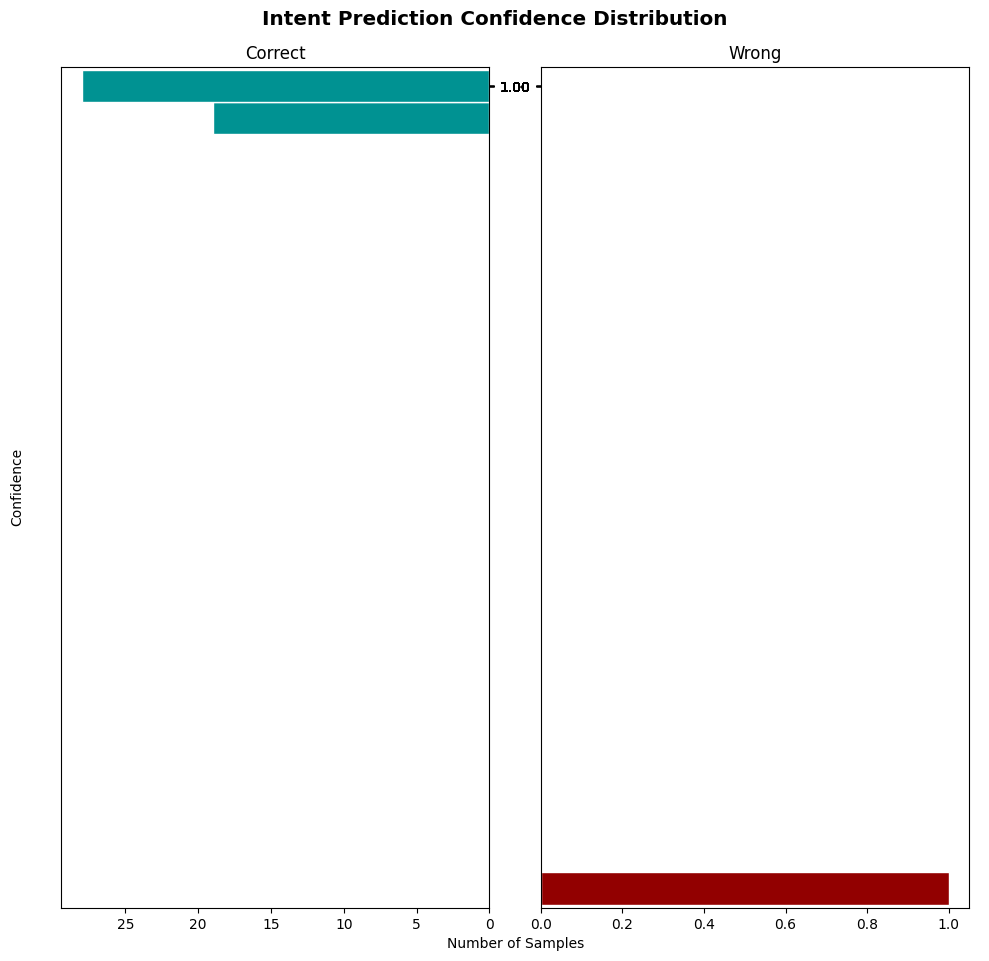 Intent Prediction Confidence Distribution
Correct
Wrong
1.00
Confidence
25 20 15 10 5 0
0.0 0.2 0.4 0.6 0.8 1.0
Number of Samples